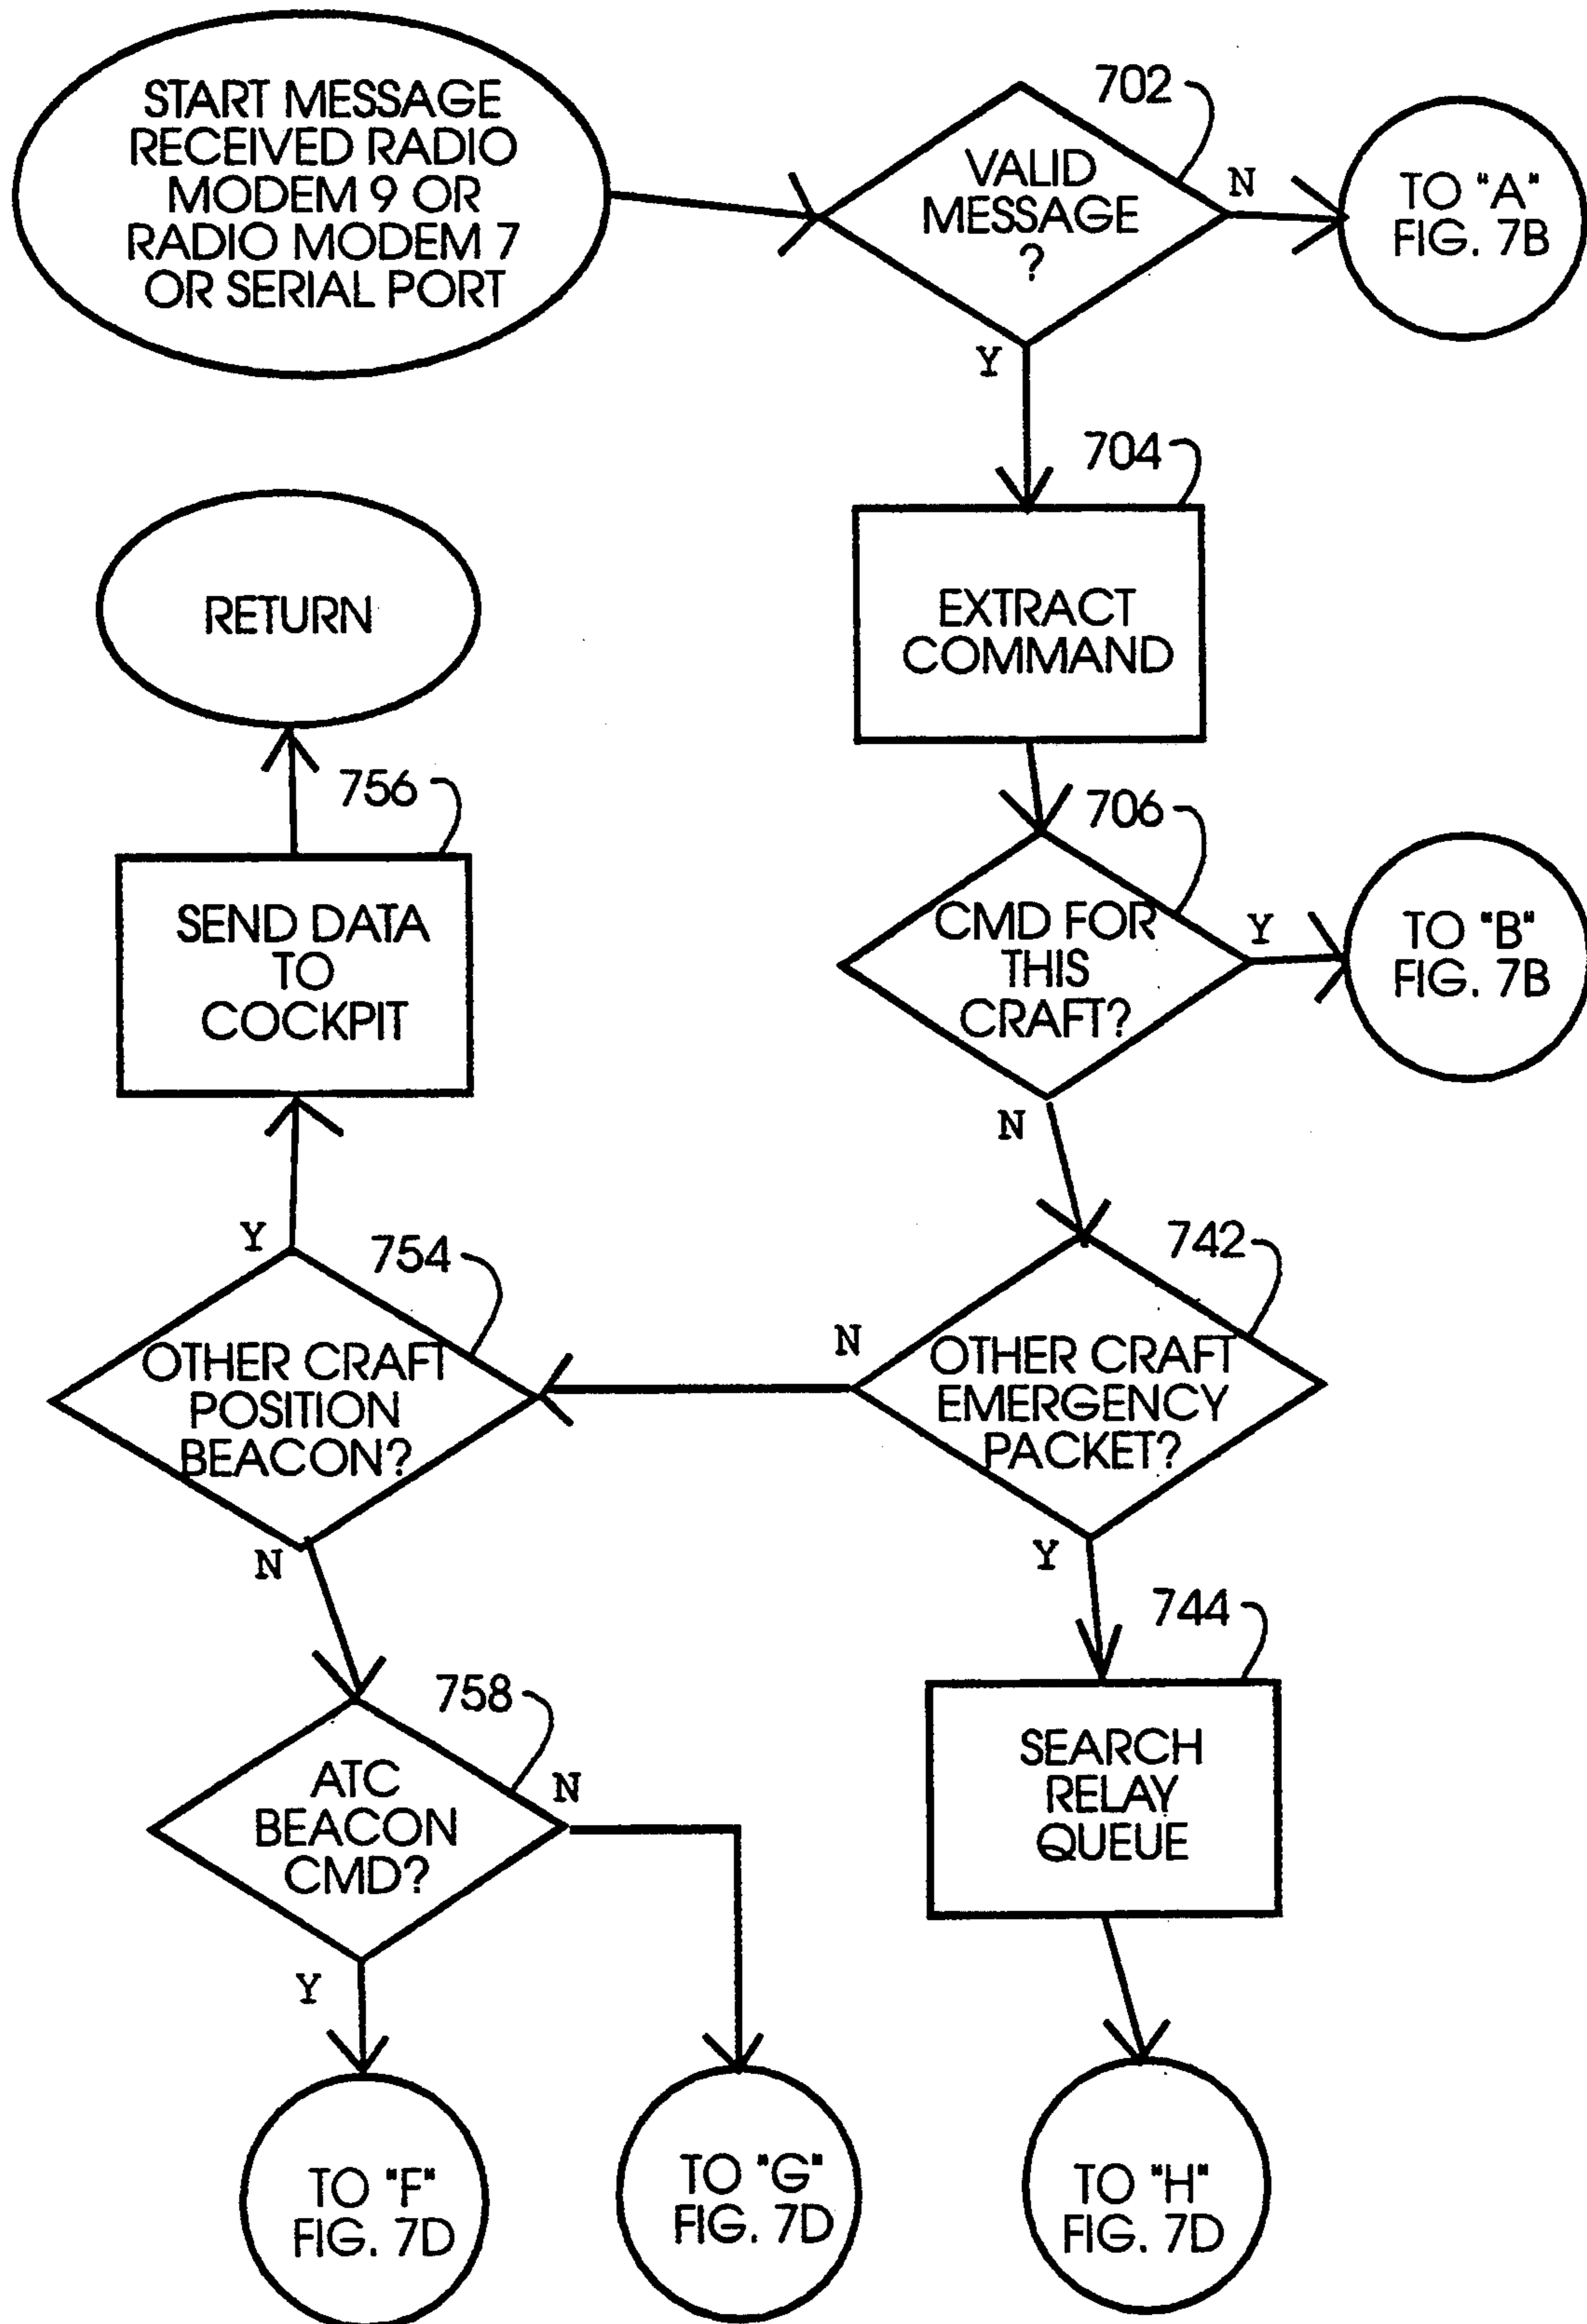 START MESSAGE
RECEIVED RADIO
MODEM 9 OR
RADIO MODEM 7
OR SERIAL PORT
702
VALID
MESSAGE
?
N
TO "A"
FIG. 7B
Y
704
EXTRACT
COMMAND
RETURN
706
CMD FOR
THIS
CRAFT?
Y
TO "B"
FIG. 7B
N
756
SEND DATA
TO
COCKPIT
742
OTHER CRAFT
EMERGENCY
PACKET?
N
Y
754
OTHER CRAFT
POSITION
BEACON?
Y
N
744
SEARCH
RELAY
QUEUE
758
ATC
BEACON
CMD?
N
Y
TO "F"
FIG. 7D
TO "G"
FIG. 7D
TO "H"
FIG. 7D